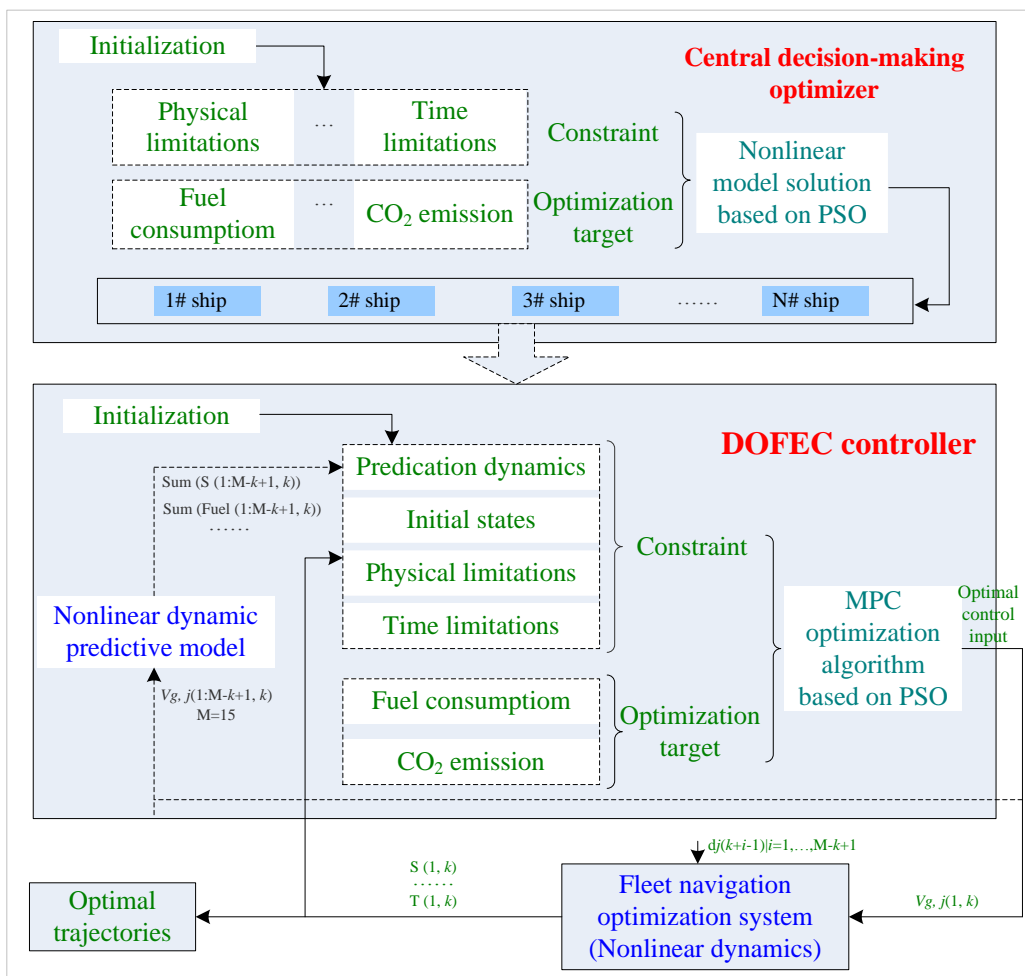 Initialization
Central decision-making
optimizer
Physical
limitations
...
Time
limitations
Constraint
Fuel
consumptiom
...
CO₂ emission
Optimization
target
Nonlinear
model solution
based on PSO
1# ship
2# ship
3# ship
......
N# ship
Initialization
DOFEC controller
Sum (S (1:M-k+1, k))
Sum (Fuel (1:M-k+1, k))
......
Predication dynamics
Initial states
Physical limitations
Time limitations
Constraint
Nonlinear dynamic
predictive model
Vg, j(1:M-k+1, k)
M=15
Fuel consumptiom
CO₂ emission
Optimization
target
MPC
optimization
algorithm
based on PSO
Optimal
control
input
dj(k+i-1)|i=1,...,M-k+1
S (1, k)
......
T (1, k)
Optimal
trajectories
Fleet navigation
optimization system
(Nonlinear dynamics)
Vg, j(1, k)